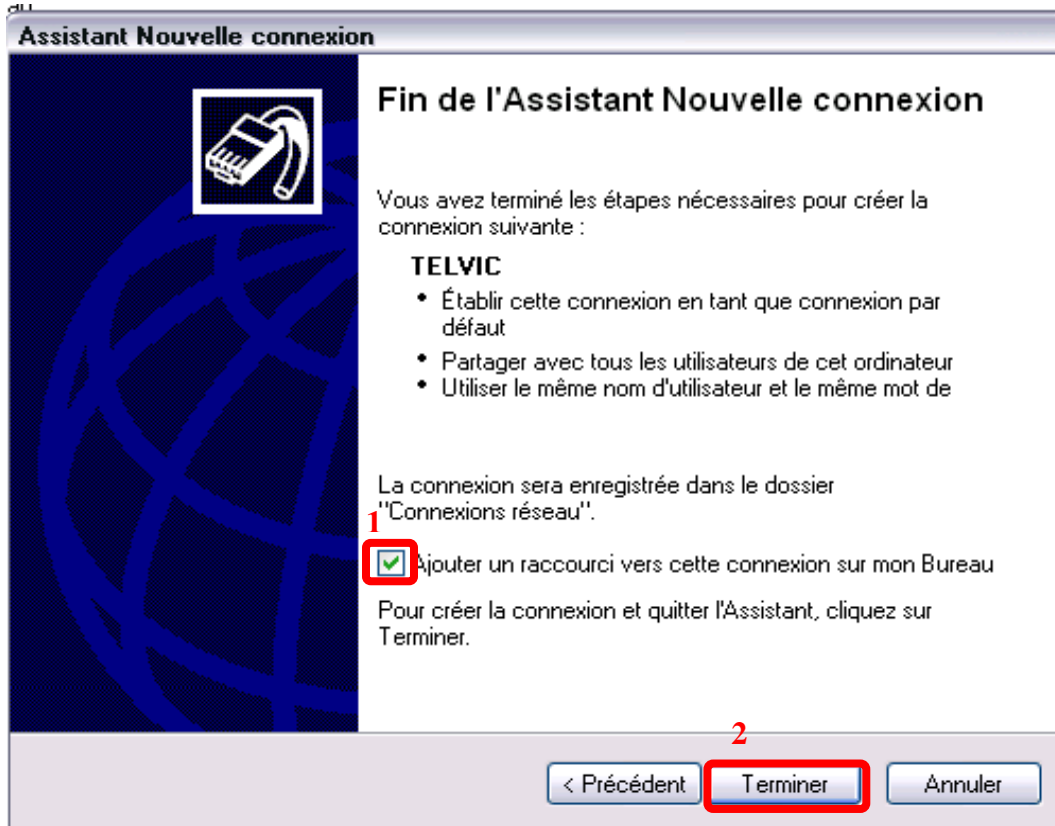 Assistant Nouvelle connexion
Fin de l'Assistant Nouvelle connexion
Vous avez terminé les étapes nécessaires pour créer la
connexion suivante :
TELVIC
• Établir cette connexion en tant que connexion par
défaut
• Partager avec tous les utilisateurs de cet ordinateur
• Utiliser le même nom d'utilisateur et le même mot de
La connexion sera enregistrée dans le dossier
"Connexions réseau".
1
Ajouter un raccourci vers cette connexion sur mon Bureau
Pour créer la connexion et quitter l'Assistant, cliquez sur
Terminer.
2
< Précédent Terminer Annuler